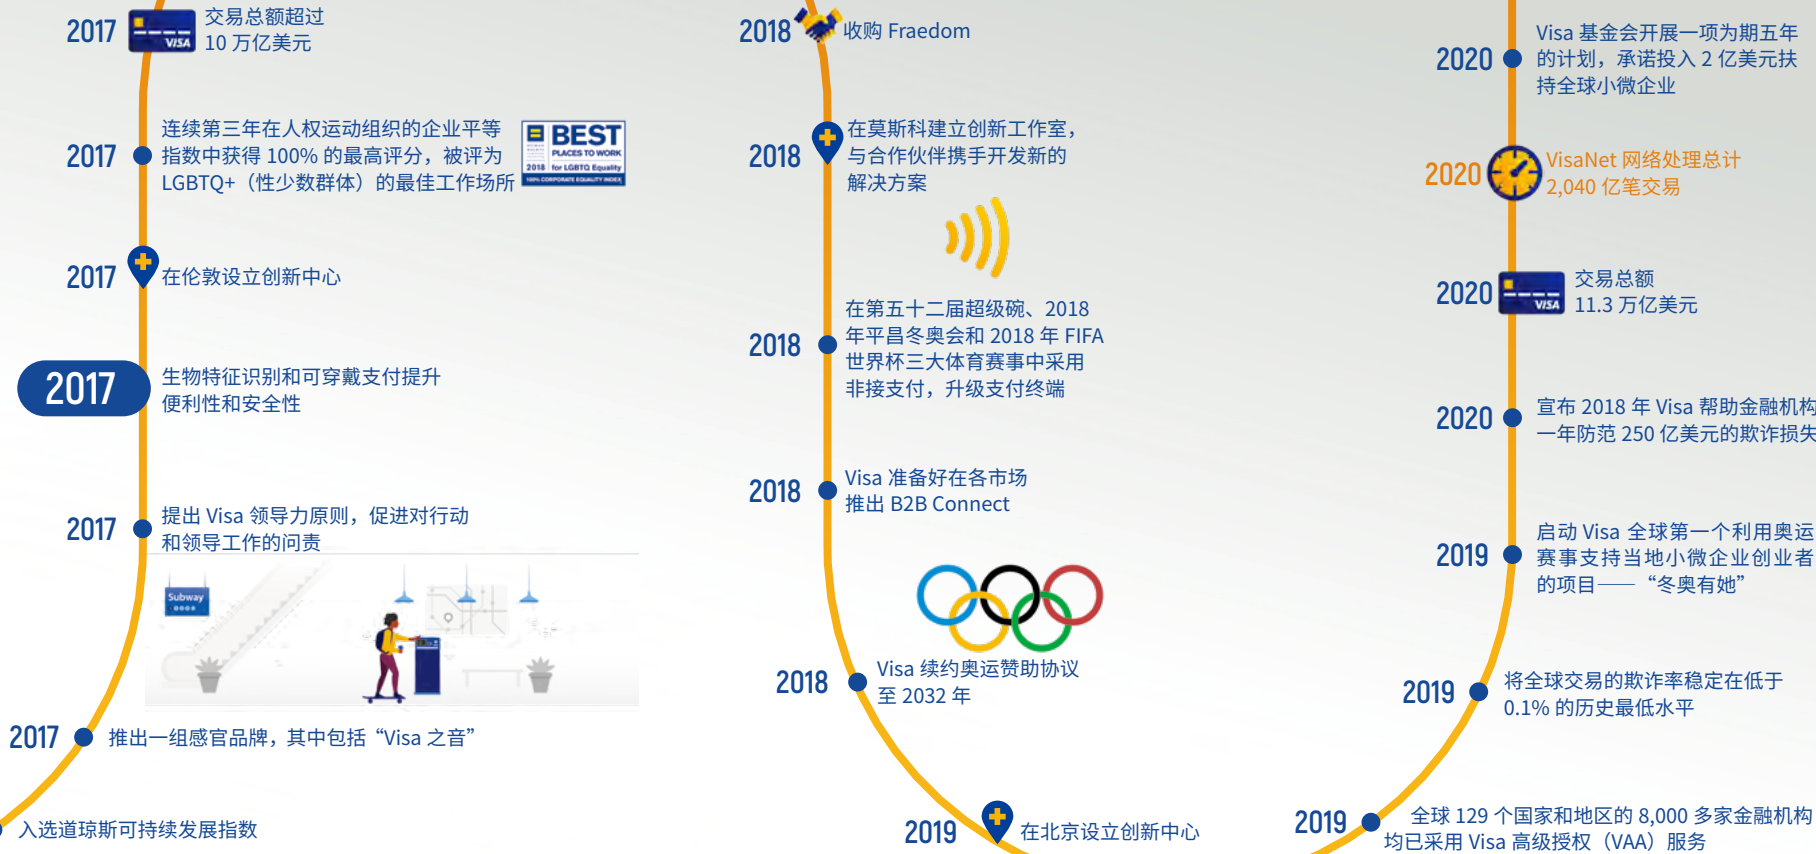 2017
VISA
交易总额超过
10 万亿美元
2017
连续第三年在人权运动组织的企业平等
指数中获得 100% 的最高评分，被评为
LGBTQ+（性少数群体）的最佳工作场所
BEST
PLACES TO WORK
2018 for LGBTQ Equality
100% CORPORATE EQUALITY INDEX
2017
在伦敦设立创新中心
2017
生物特征识别和可穿戴支付提升
便利性和安全性
2017
提出 Visa 领导力原则，促进对行动
和领导工作的问责
Subway
2017
推出一组感官品牌，其中包括“Visa 之音”
入选道琼斯可持续发展指数
2018
收购 Fraedom
2018
在莫斯科建立创新工作室，
与合作伙伴携手开发新的
解决方案
2018
在第五十二届超级碗、2018
年平昌冬奥会和 2018 年 FIFA
世界杯三大体育赛事中采用
非接支付，升级支付终端
2018
Visa 准备好在各市场
推出 B2B Connect
2018
Visa 续约奥运赞助协议
至 2032 年
2019
在北京设立创新中心
2020
Visa 基金会开展一项为期五年
的计划，承诺投入 2 亿美元扶
持全球小微企业
2020
VisaNet 网络处理总计
2,040 亿笔交易
2020
VISA
交易总额
11.3 万亿美元
2020
宣布 2018 年 Visa 帮助金融机构
一年防范 250 亿美元的欺诈损失
2019
启动 Visa 全球第一个利用奥运
赛事支持当地小微企业创业者
的项目——“冬奥有她”
2019
将全球交易的欺诈率稳定在低于
0.1% 的历史最低水平
2019
全球 129 个国家和地区的 8,000 多家金融机构
均已采用 Visa 高级授权（VAA）服务